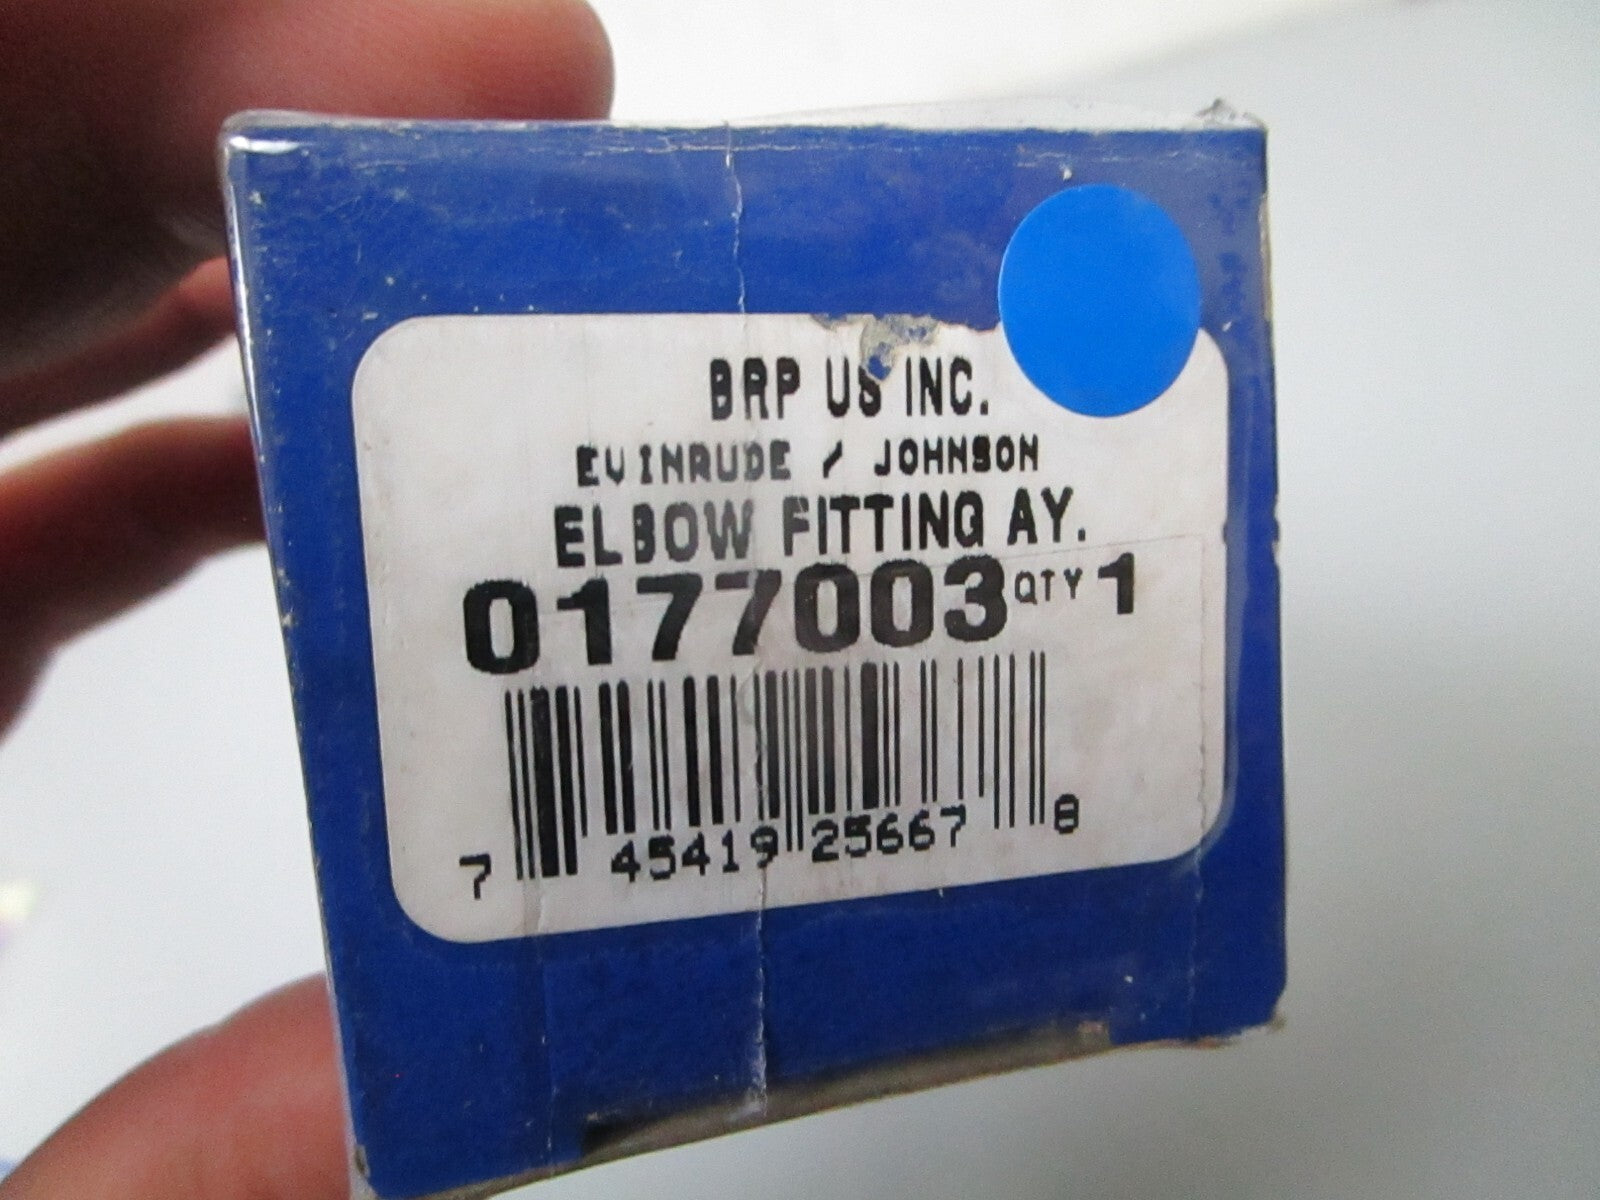 BRP US INC.
EVINRUDE / JOHNSON
ELBOW FITTING AY.
0177003 QTY 1
7 45419 25667 8